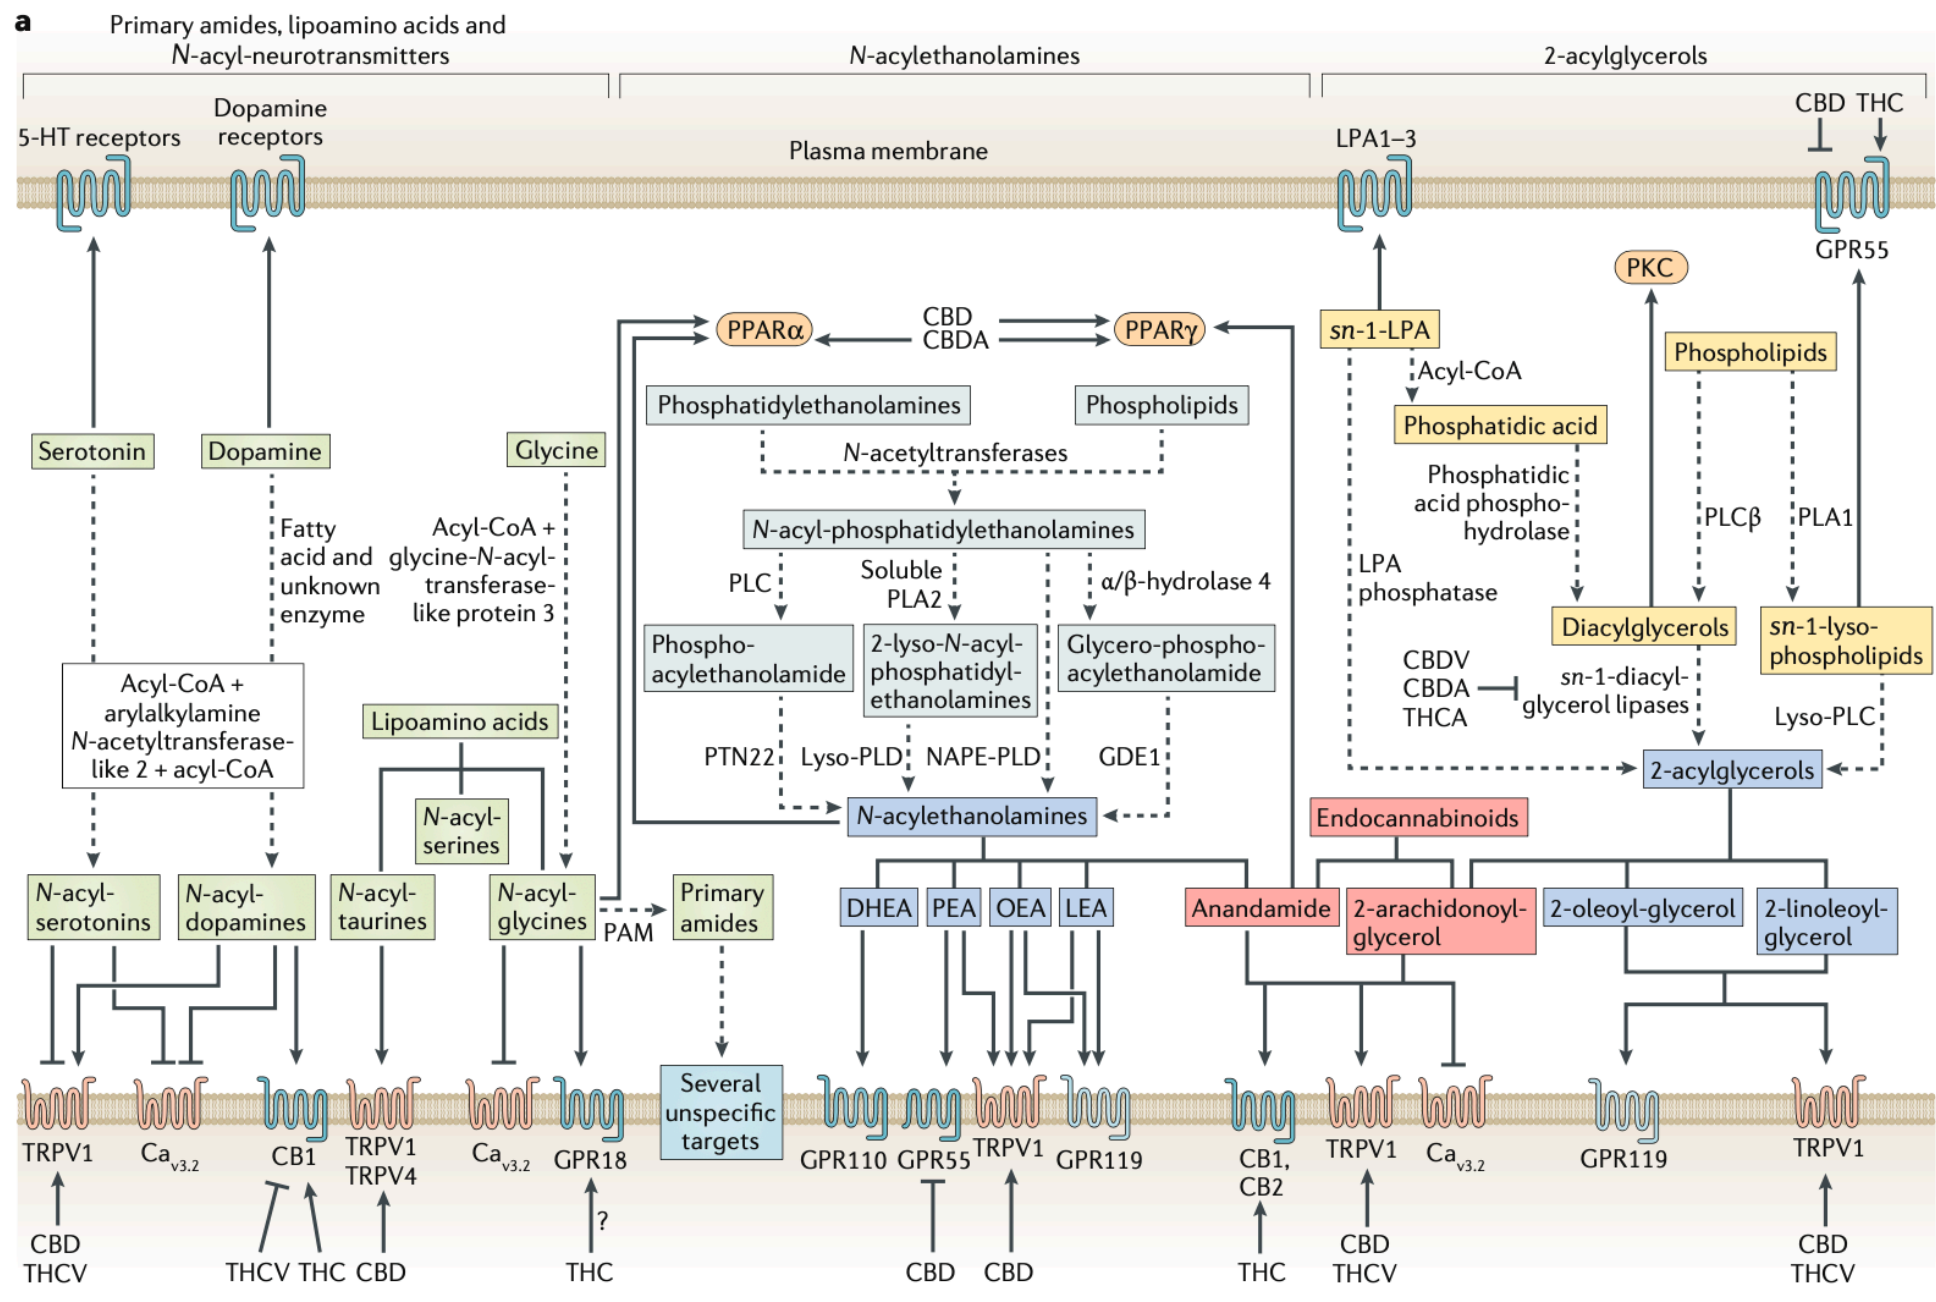 a
Primary amides, lipoamino acids and
N-acyl-neurotransmitters
N-acylethanolamines
2-acylglycerols
5-HT receptors
Dopamine
receptors
Plasma membrane
LPA1–3
CBD THC
GPR55
PKC
PPARα
CBD
CBDA
PPARγ
sn-1-LPA
Acyl-CoA
Phospholipids
Phosphatidylethanolamines
Phospholipids
N-acetyltransferases
Phosphatidic acid
Serotonin
Dopamine
Glycine
Fatty
acid and
unknown
enzyme
Acyl-CoA +
glycine-N-acyl-
transferase-
like protein 3
N-acyl-phosphatidylethanolamines
PLC
Soluble
PLA2
α/β-hydrolase 4
Phosphatidic
acid phospho-
hydrolase
PLCβ
PLA1
LPA
phosphatase
Phospho-
acylethanolamide
2-lyso-N-acyl-
phosphatidyl-
ethanolamines
Glycero-phospho-
acylethanolamide
Diacylglycerols
sn-1-lyso-
phospholipids
CBDV
CBDA
THCA
sn-1-diacyl-
glycerol lipases
Lyso-PLC
Acyl-CoA +
arylalkylamine
N-acetyltransferase-
like 2 + acyl-CoA
Lipoamino acids
PTN22
Lyso-PLD
NAPE-PLD
GDE1
2-acylglycerols
N-acyl-
serines
N-acylethanolamines
Endocannabinoids
N-acyl-
serotonins
N-acyl-
dopamines
N-acyl-
taurines
N-acyl-
glycines
PAM
Primary
amides
DHEA
PEA
OEA
LEA
Anandamide
2-arachidonoyl-
glycerol
2-oleoyl-glycerol
2-linoleoyl-
glycerol
Several
unspecific
targets
TRPV1
Cav3.2
CB1
TRPV1
TRPV4
Cav3.2
GPR18
GPR110
GPR55
TRPV1
GPR119
CB1,
CB2
TRPV1
Cav3.2
GPR119
TRPV1
CBD
THCV
THCV
THC
CBD
?
THC
CBD
CBD
THC
CBD
THCV
CBD
THCV